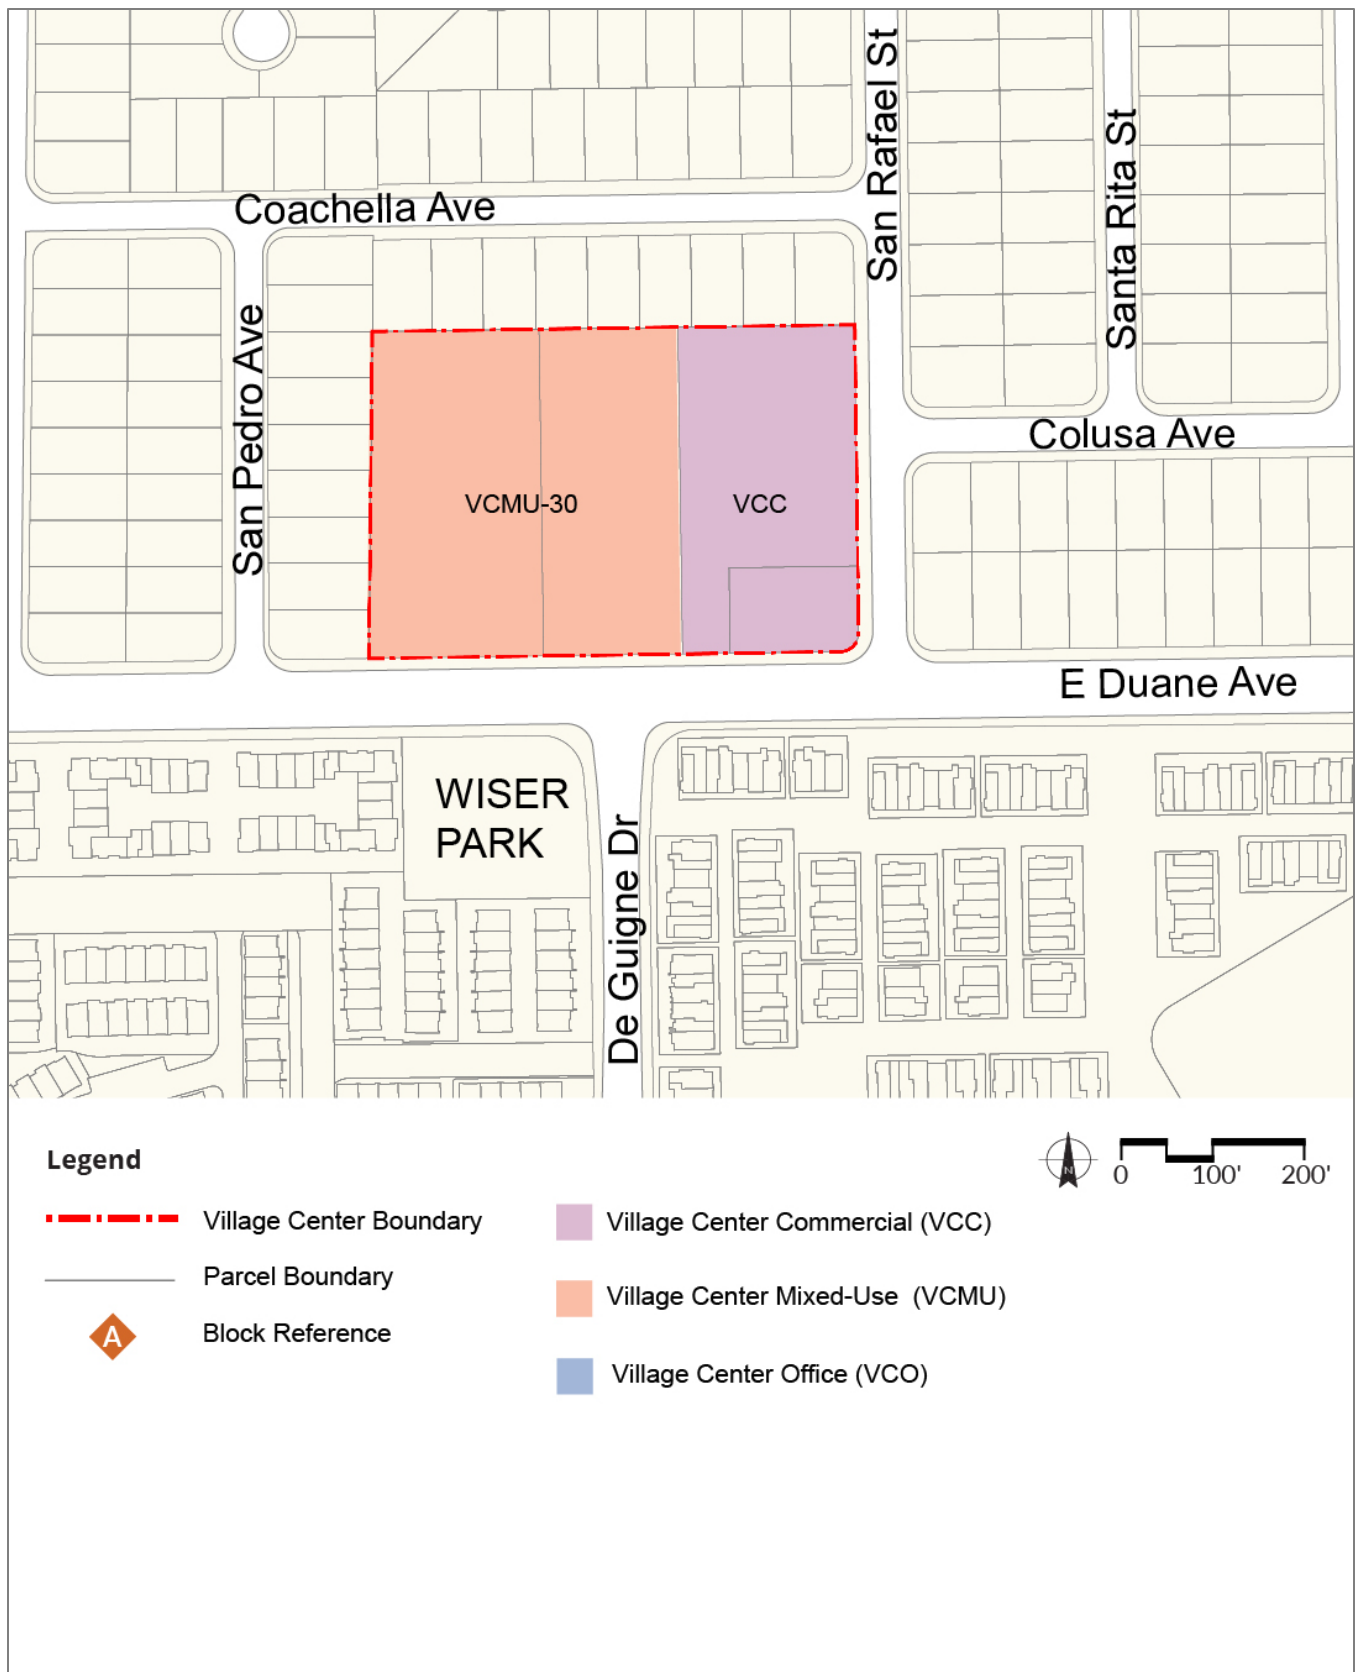 San Rafael St
Santa Rita St
Coachella Ave
San Pedro Ave
Colusa Ave
VCMU-30
VCC
E Duane Ave
WISER
PARK
De Guigne Dr
Legend
N
0 100' 200'
Village Center Boundary
Village Center Commercial (VCC)
Parcel Boundary
Village Center Mixed-Use (VCMU)
A
Block Reference
Village Center Office (VCO)